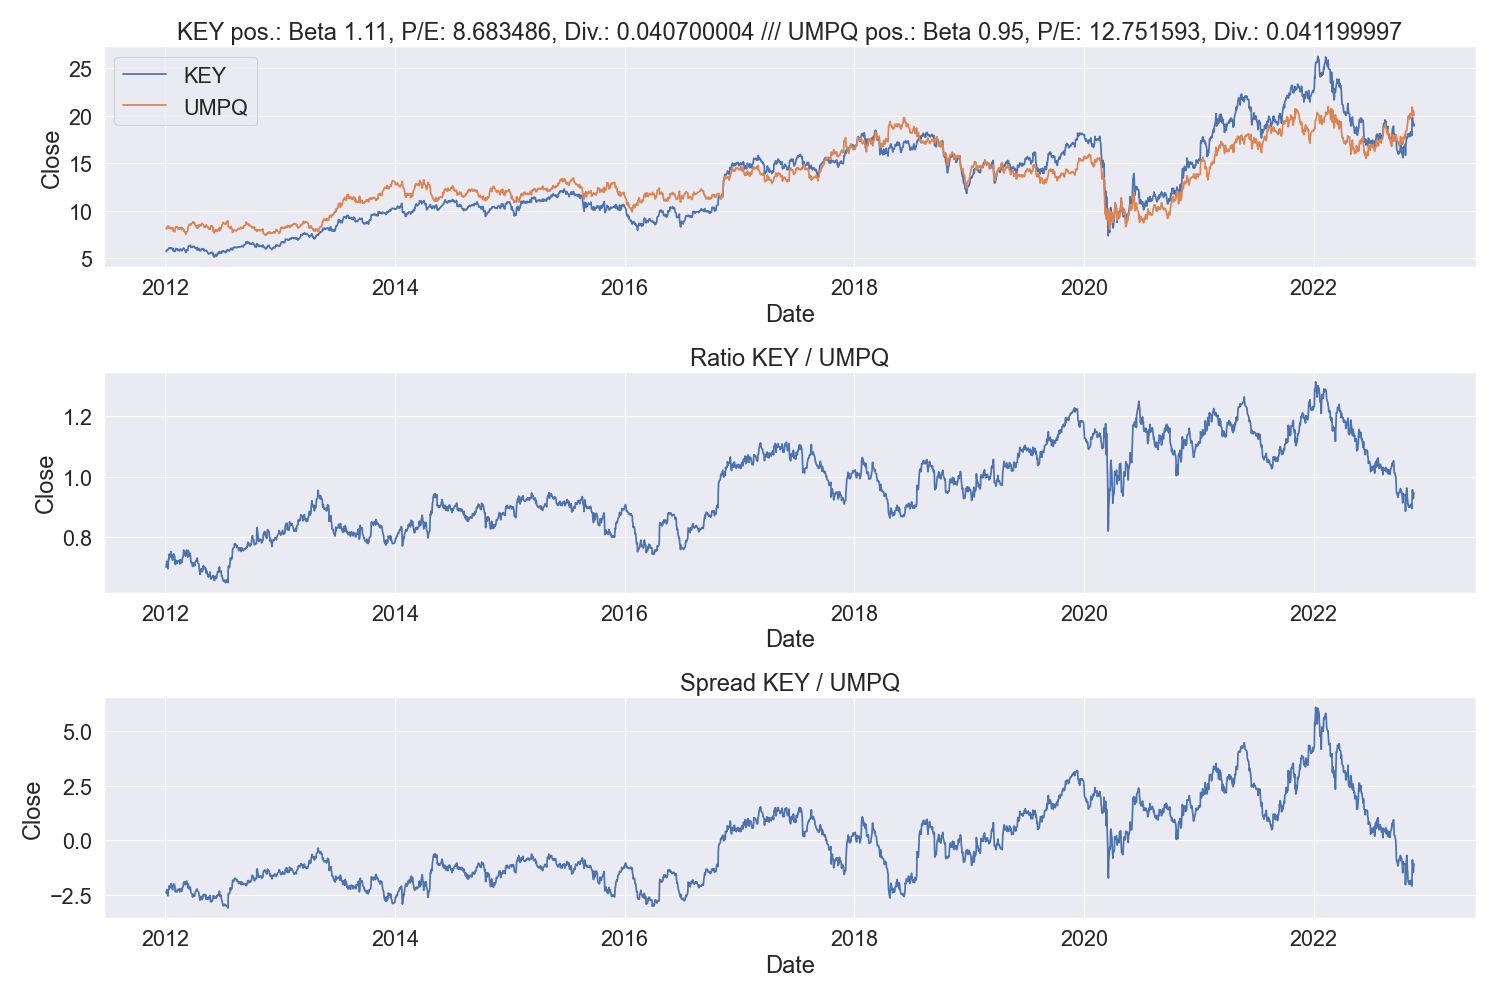 KEY pos.: Beta 1.11, P/E: 8.683486, Div.: 0.040700004 /// UMPQ pos.: Beta 0.95, P/E: 12.751593, Div.: 0.041199997
KEY
UMPQ
Close
25
20
15
10
5
2012 2014 2016 2018 2020 2022
Date
Ratio KEY / UMPQ
Close
1.2
1.0
0.8
2012 2014 2016 2018 2020 2022
Date
Spread KEY / UMPQ
Close
5.0
2.5
0.0
−2.5
2012 2014 2016 2018 2020 2022
Date